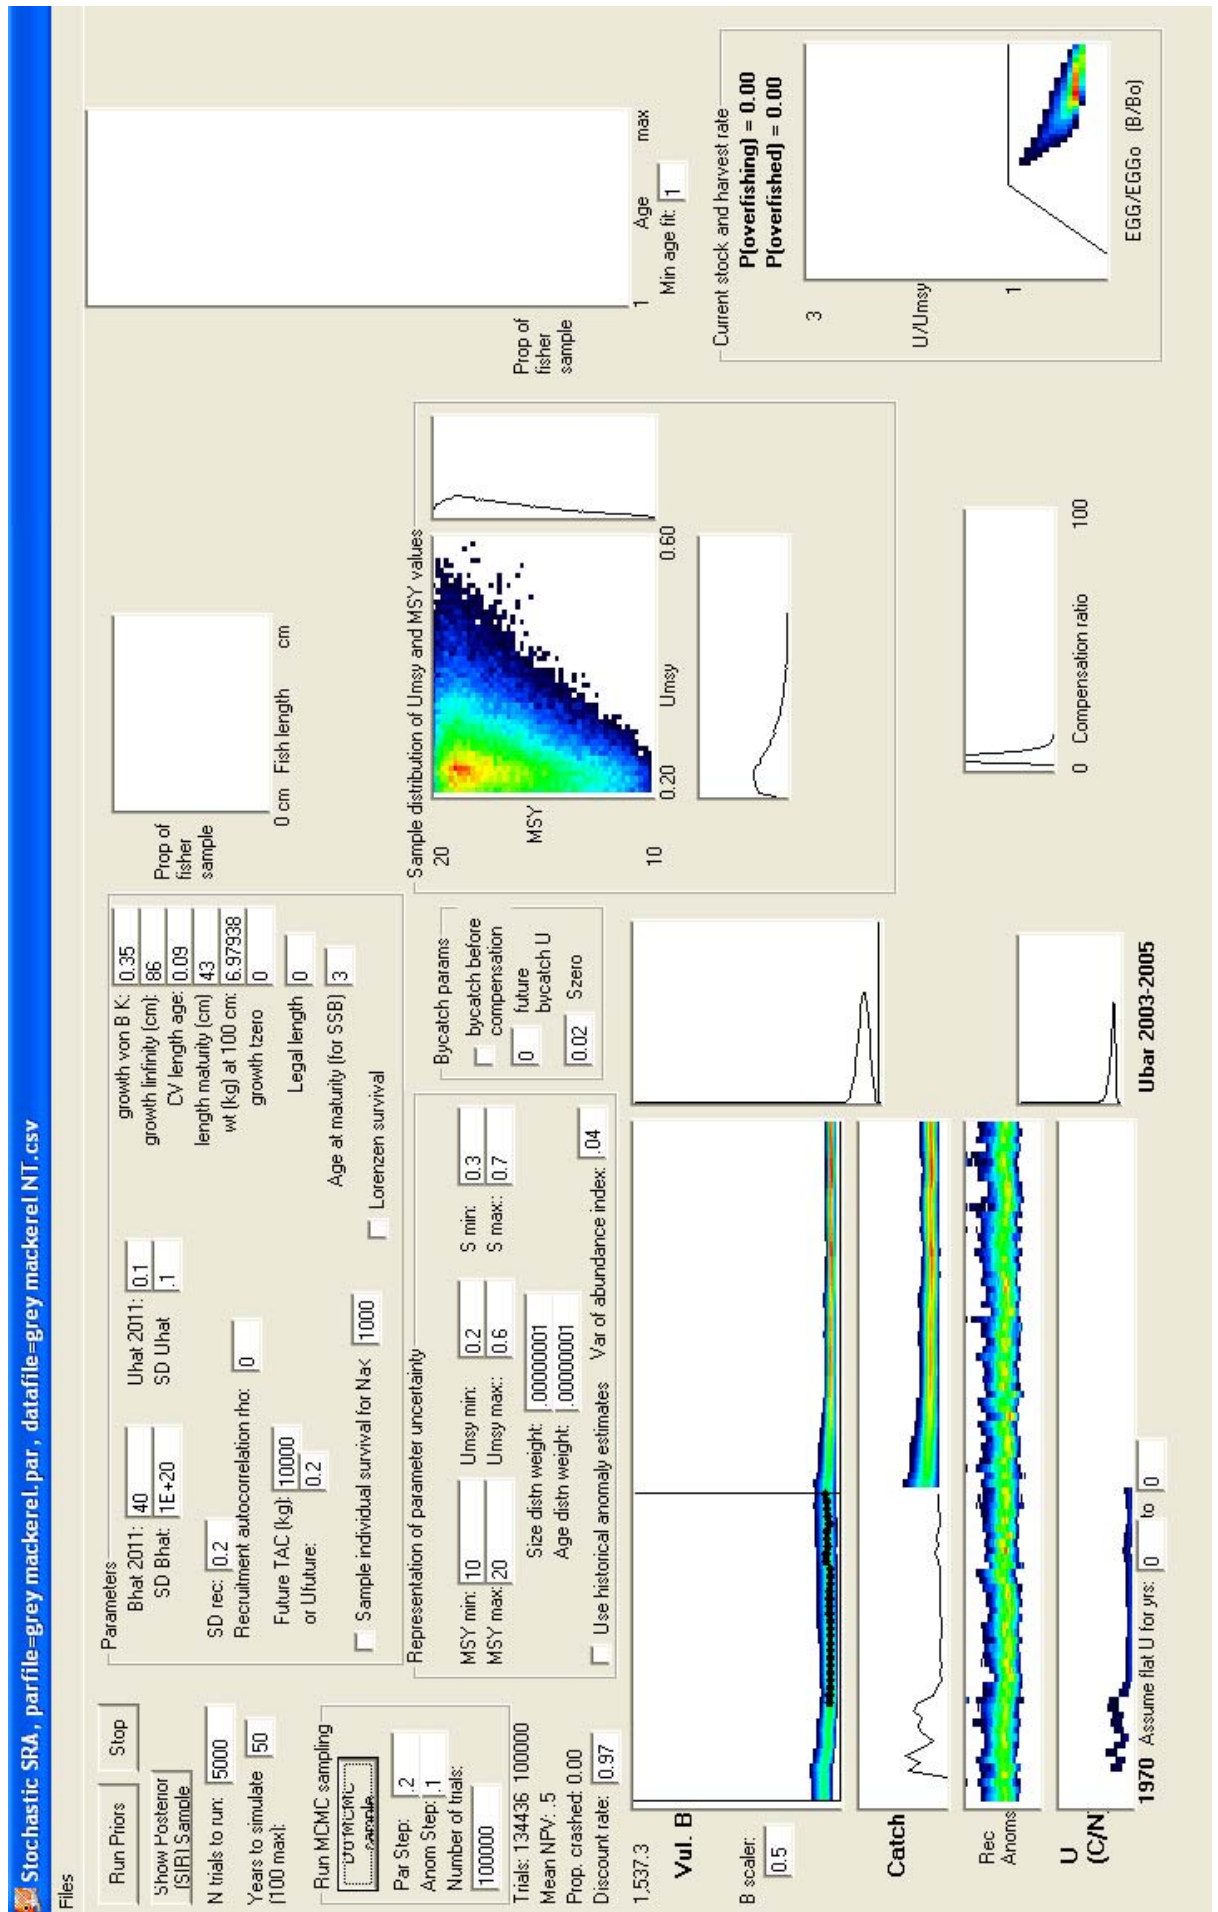 Stochastic SRA, parfile=grey mackerel.par, datafile=grey mackerel NT.csv
Files
Run Priors
Stop
Show Posterior
(SIR) Sample
N trials to run: 5000
Years to simulate 50
(100 max):
Run MCMC sampling
Do MCMC
sample
Par Step: .2
Anom Step: .1
Number of trials:
100000
Trials: 134436 100000
Mean NPV: .5
Prop. crashed: 0.00
Discount rate: 0.97
Parameters
Bhat 2011: 40
SD Bhat: 1E+20
Uhat 2011: 0.1
SD Uhat .1
SD rec: 0.2
Recruitment autocorrelation rho: 0
Future TAC (kg): 10000
or Ufuture: 0.2
Sample individual survival for Na< 1000
growth von B K: 0.35
growth linfinity (cm): 86
CV length age: 0.09
length maturity (cm) 43
wt (kg) at 100 cm: 6.97938
growth tzero 0
Legal length 0
Age at maturity (for SSB) 3
Lorenzen survival
Representation of parameter uncertainty
MSY min: 10
MSY max: 20
Umsy min: 0.2
Umsy max:: 0.6
S min: 0.3
S max:: 0.7
Size distn weight: .00000001
Age distn weight: .00000001
Use historical anomaly estimates
Var of abundance index: .04
Bycatch params
bycatch before
compensation
0 future
bycatch U
0.02 Szero
Prop of
fisher
sample
0 cm Fish length cm
Prop of
fisher
sample
1 Age max
Min age fit: 1
Sample distribution of Umsy and MSY values
20
MSY
10
0.20 Umsy 0.60
0 Compensation ratio 100
Current stock and harvest rate
P(overfishing) = 0.00
P(overfished) = 0.00
3
U/Umsy
1
EGG/EGGo (B/Bo)
1,537.3
Vul. B
B scaler:
0.5
Catch
Rec
Anoms
U
(C/N)
1970 Assume flat U for yrs: 0 to 0
Ubar 2003-2005